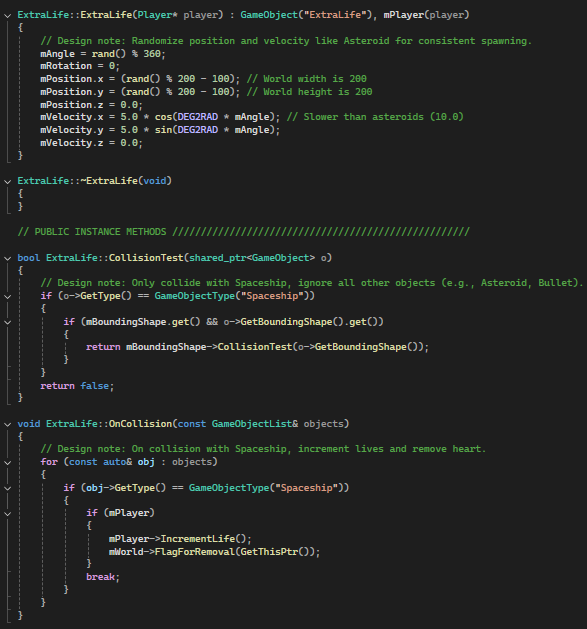 ExtraLife::ExtraLife(Player* player) : GameObject("ExtraLife"), mPlayer(player)
{
    // Design note: Randomize position and velocity like Asteroid for consistent spawning.
    mAngle = rand() % 360;
    mRotation = 0;
    mPosition.x = (rand() % 200 - 100); // World width is 200
    mPosition.y = (rand() % 200 - 100); // World height is 200
    mPosition.z = 0.0;
    mVelocity.x = 5.0 * cos(DEG2RAD * mAngle); // Slower than asteroids (10.0)
    mVelocity.y = 5.0 * sin(DEG2RAD * mAngle);
    mVelocity.z = 0.0;
}

ExtraLife::~ExtraLife(void)
{
}

// PUBLIC INSTANCE METHODS ////////////////////////////////////////////////////

bool ExtraLife::CollisionTest(shared_ptr<GameObject> o)
{
    // Design note: Only collide with Spaceship, ignore all other objects (e.g., Asteroid, Bullet).
    if (o->GetType() == GameObjectType("Spaceship"))
    {
        if (mBoundingShape.get() && o->GetBoundingShape().get())
        {
            return mBoundingShape->CollisionTest(o->GetBoundingShape());
        }
    }
    return false;
}

void ExtraLife::OnCollision(const GameObjectList& objects)
{
    // Design note: On collision with Spaceship, increment lives and remove heart.
    for (const auto& obj : objects)
    {
        if (obj->GetType() == GameObjectType("Spaceship"))
        {
            if (mPlayer)
            {
                mPlayer->IncrementLife();
                mWorld->FlagForRemoval(GetThisPtr());
            }
            break;
        }
    }
}